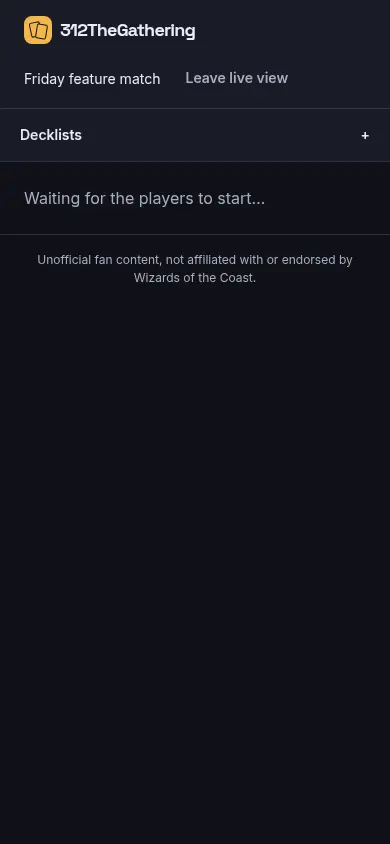 312TheGathering
Friday feature match Leave live view
Decklists +
Waiting for the players to start...
Unofficial fan content, not affiliated with or endorsed by
Wizards of the Coast.